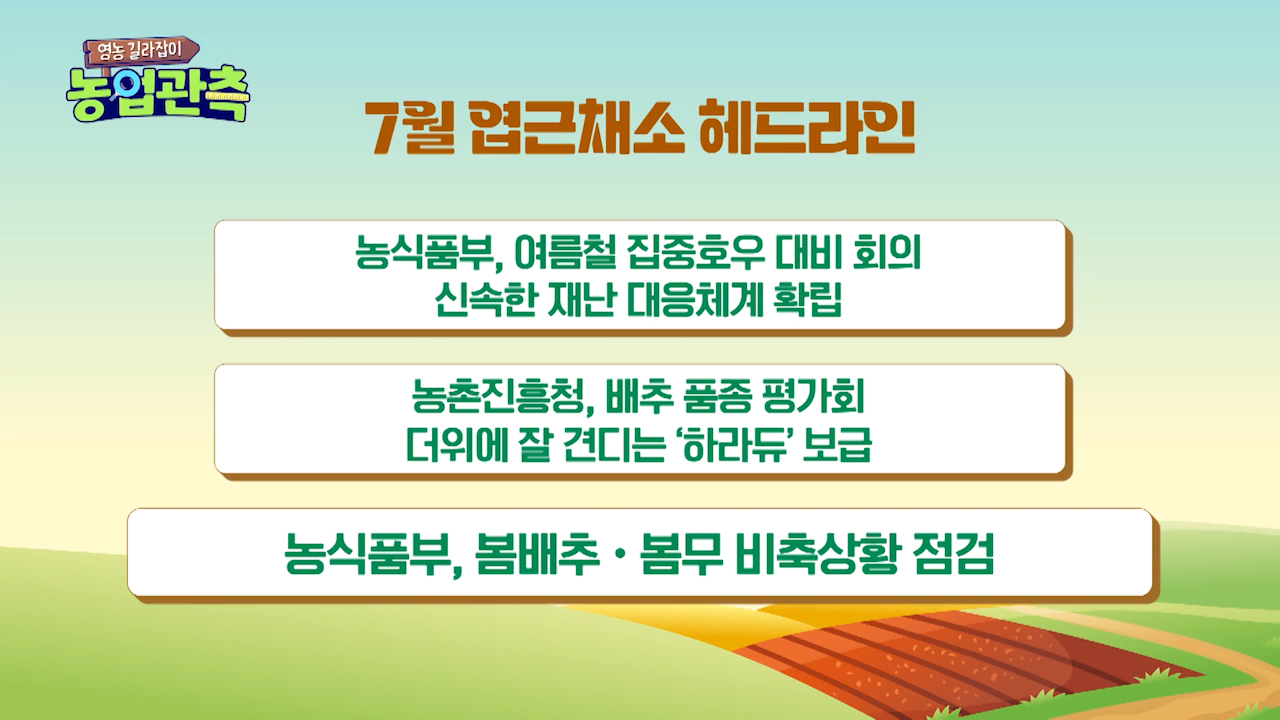 영농 길라잡이
농업관측
7월 엽근채소 헤드라인
농식품부, 여름철 집중호우 대비 회의
신속한 재난 대응체계 확립
농촌진흥청, 배추 품종 평가회
더위에 잘 견디는 ‘하라듀’ 보급
농식품부, 봄배추・봄무 비축상황 점검